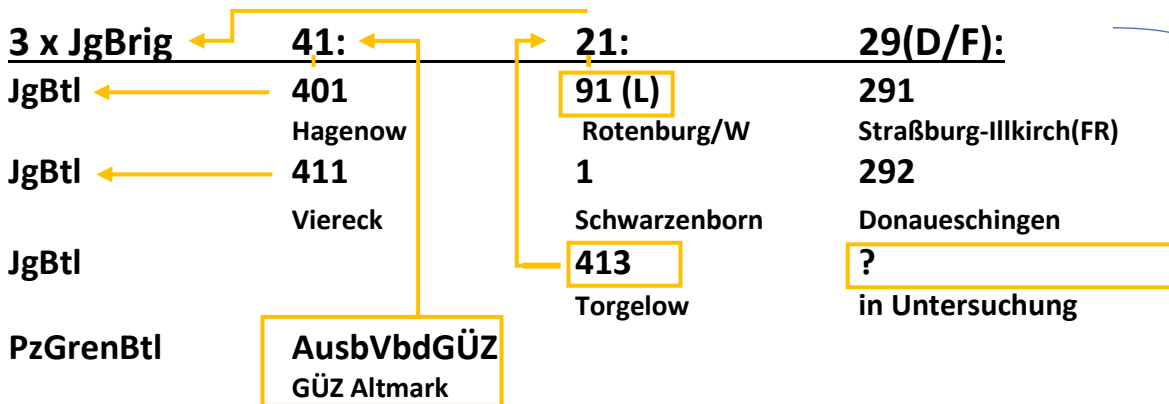 3 x JgBrig 41: 21: 29(D/F):
JgBtl 401 91 (L) 291
Hagenow Rotenburg/W Straßburg-Illkirch(FR)
JgBtl 411 1 292
Viereck Schwarzenborn Donaueschingen
JgBtl 413 ?
Torgelow in Untersuchung
PzGrenBtl AusbVbdGÜZ
GÜZ Altmark